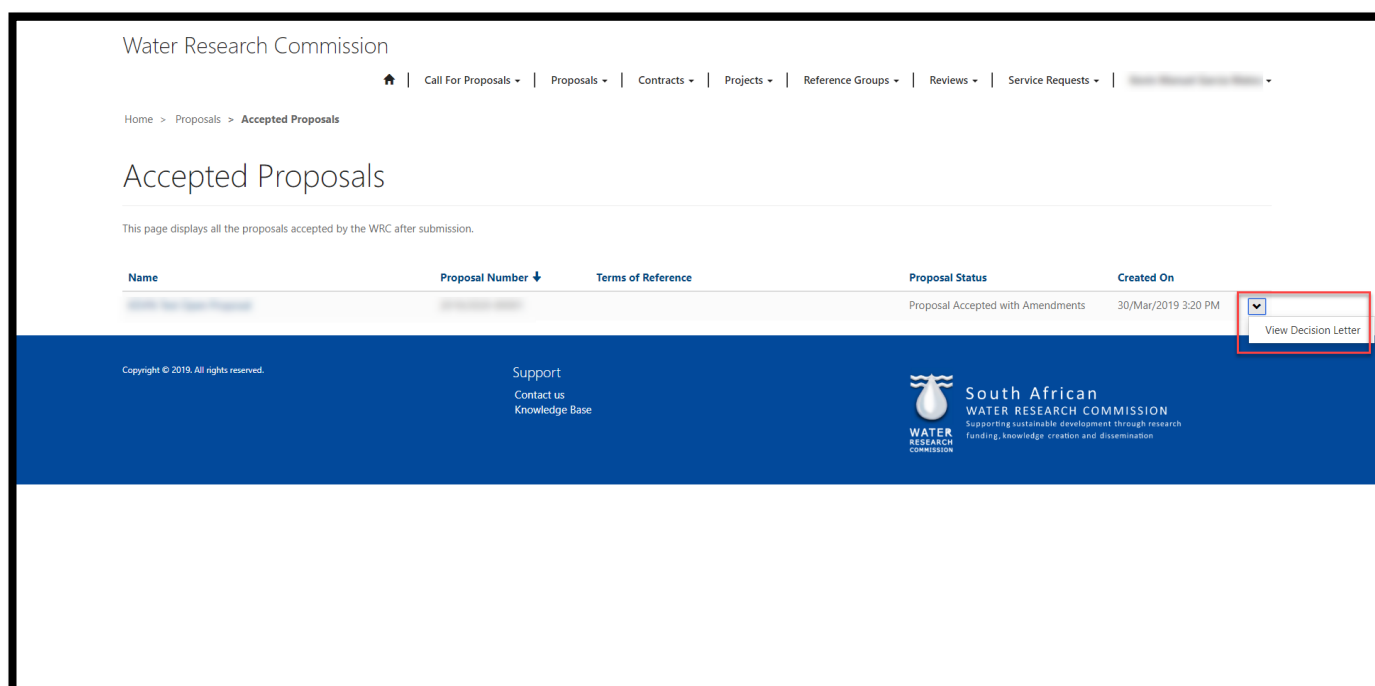 Water Research Commission
Call For Proposals | Proposals | Contracts | Projects | Reference Groups | Reviews | Service Requests |
Home > Proposals > Accepted Proposals
Accepted Proposals
This page displays all the proposals accepted by the WRC after submission.
Name Proposal Number Terms of Reference Proposal Status Created On
Proposal Accepted with Amendments 30/Mar/2019 3:20 PM
View Decision Letter
Copyright © 2019. All rights reserved.
Support
Contact us
Knowledge Base
WATER
RESEARCH
COMMISSION
South African
WATER RESEARCH COMMISSION
Supporting sustainable development through research
funding, knowledge creation and dissemination